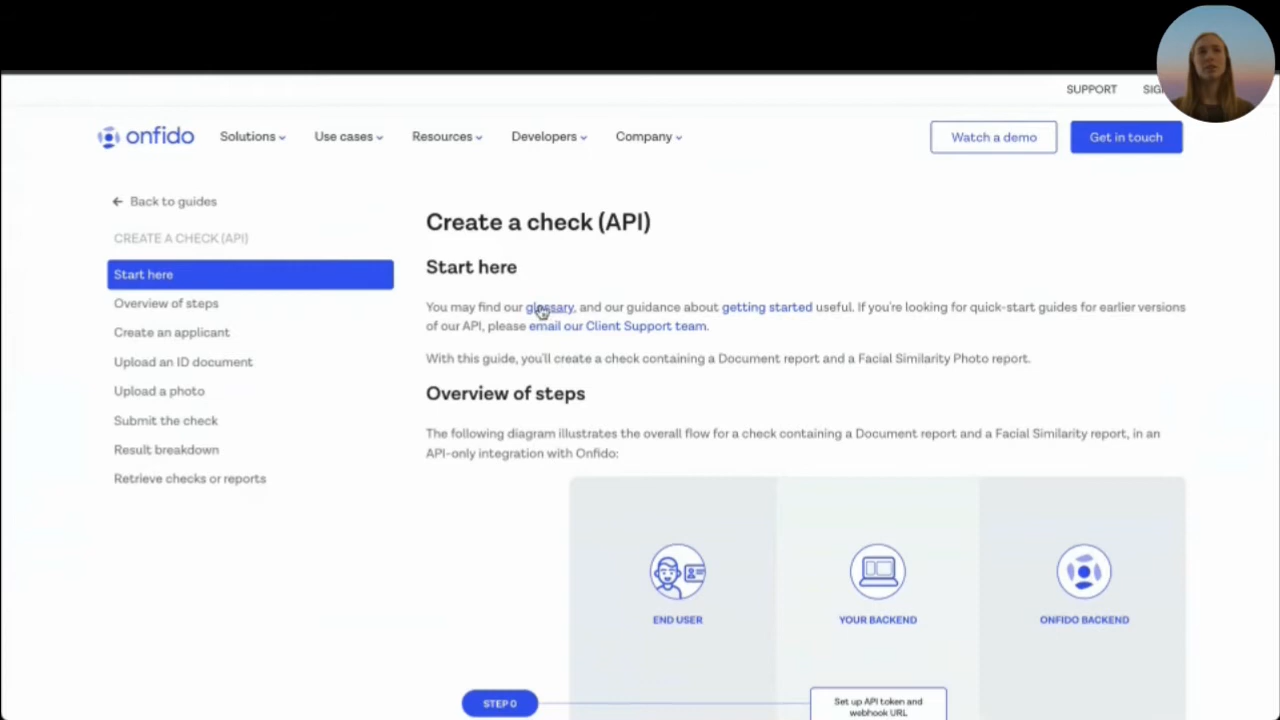 SUPPORT
onfido
Solutions
Use cases
Resources
Developers
Company
Watch a demo
Get in touch
Back to guides
CREATE A CHECK (API)
Start here
Overview of steps
Create an applicant
Upload an ID document
Upload a photo
Submit the check
Result breakdown
Retrieve checks or reports
Create a check (API)
Start here
You may find our glossary, and our guidance about getting started useful. If you're looking for quick-start guides for earlier versions
of our API, please email our Client Support team.
With this guide, you'll create a check containing a Document report and a Facial Similarity Photo report.
Overview of steps
The following diagram illustrates the overall flow for a check containing a Document report and a Facial Similarity report, in an
API-only integration with Onfido:
END USER
YOUR BACKEND
ONFIDO BACKEND
STEP 0
Set up API token and
webhook URL